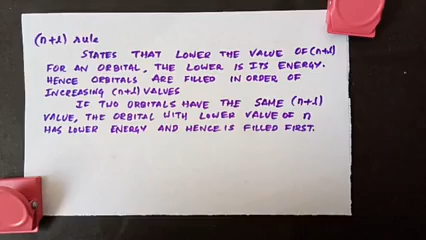 (n+l) rule
STATES THAT LOWER THE VALUE OF (n+l)
FOR AN ORBITAL, THE LOWER IS ITS ENERGY.
HENCE ORBITALS ARE FILLED IN ORDER OF
INCREASING (n+l) VALUES
IF TWO ORBITALS HAVE THE SAME (n+l)
VALUE, THE ORBITAL WITH LOWER VALUE OF n
HAS LOWER ENERGY AND HENCE IS FILLED FIRST.